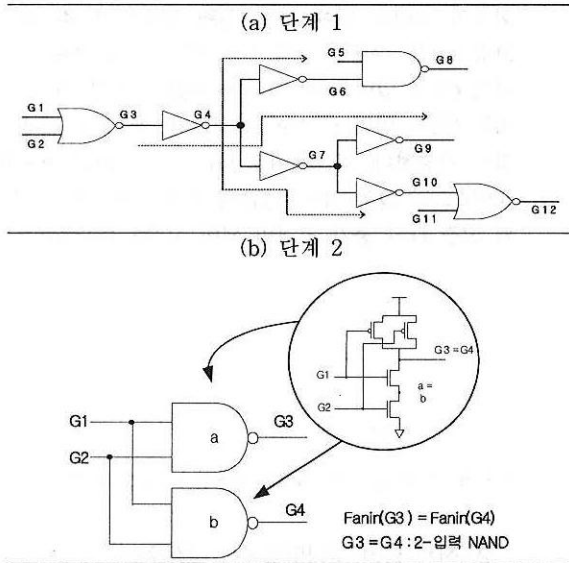 (a) 단계 1
G5
G8
G6
G1
G3
G4
G2
G7
G9
G10
G11
G12
(b) 단계 2
G3=G4
G1
a =
b
G2
G1
a
G3
G2
b
G4
Fanin(G3) = Fanin(G4)
G3=G4 : 2-입력 NAND